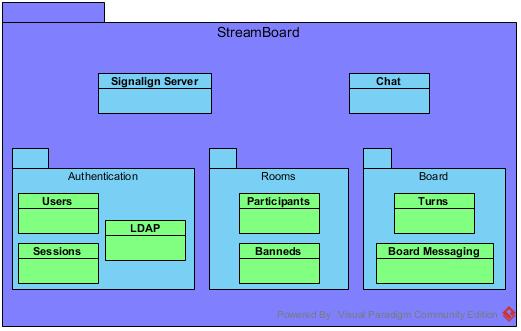 StreamBoard
Signalign Server
Chat
Authentication
Rooms
Board
Users
LDAP
Sessions
Participants
Banneds
Turns
Board Messaging
Powered By Visual Paradigm Community Edition